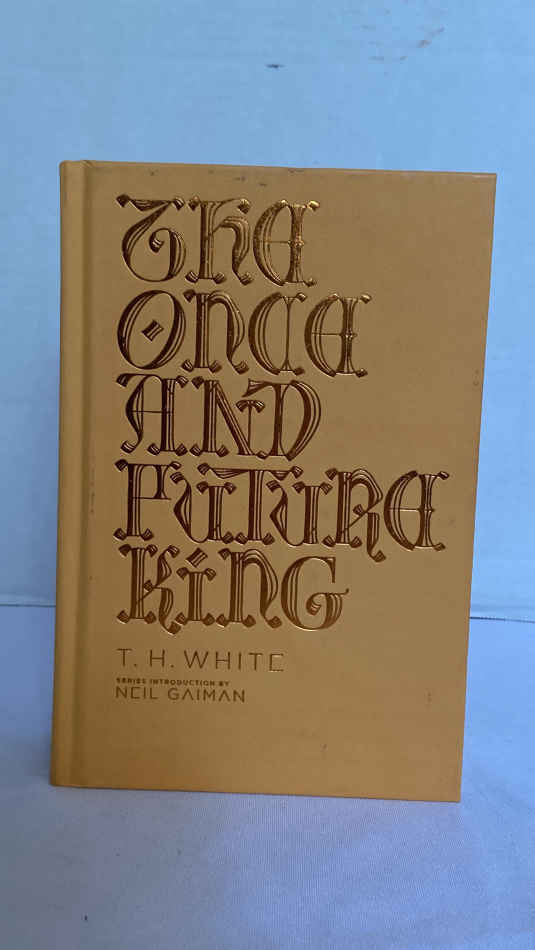 THE
ONCE
AND
FUTURE
KiNG
T. H. WHITE
SERIES INTRODUCTION BY
NEIL GAIMAN